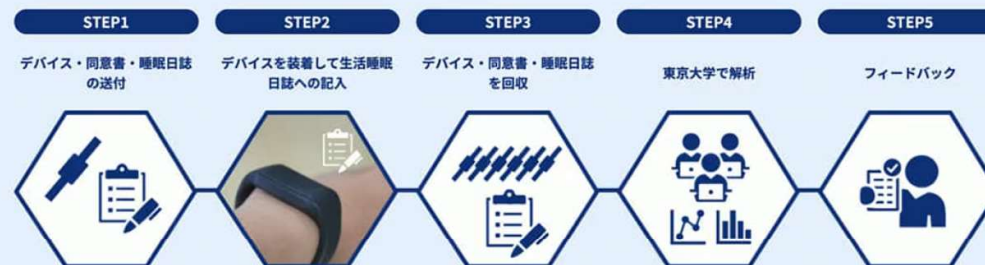 STEP1
デバイス・同意書・睡眠日誌
の送付
STEP2
デバイスを装着して生活睡眠
日誌への記入
STEP3
デバイス・同意書・睡眠日誌
を回収
STEP4
東京大学で解析
STEP5
フィードバック